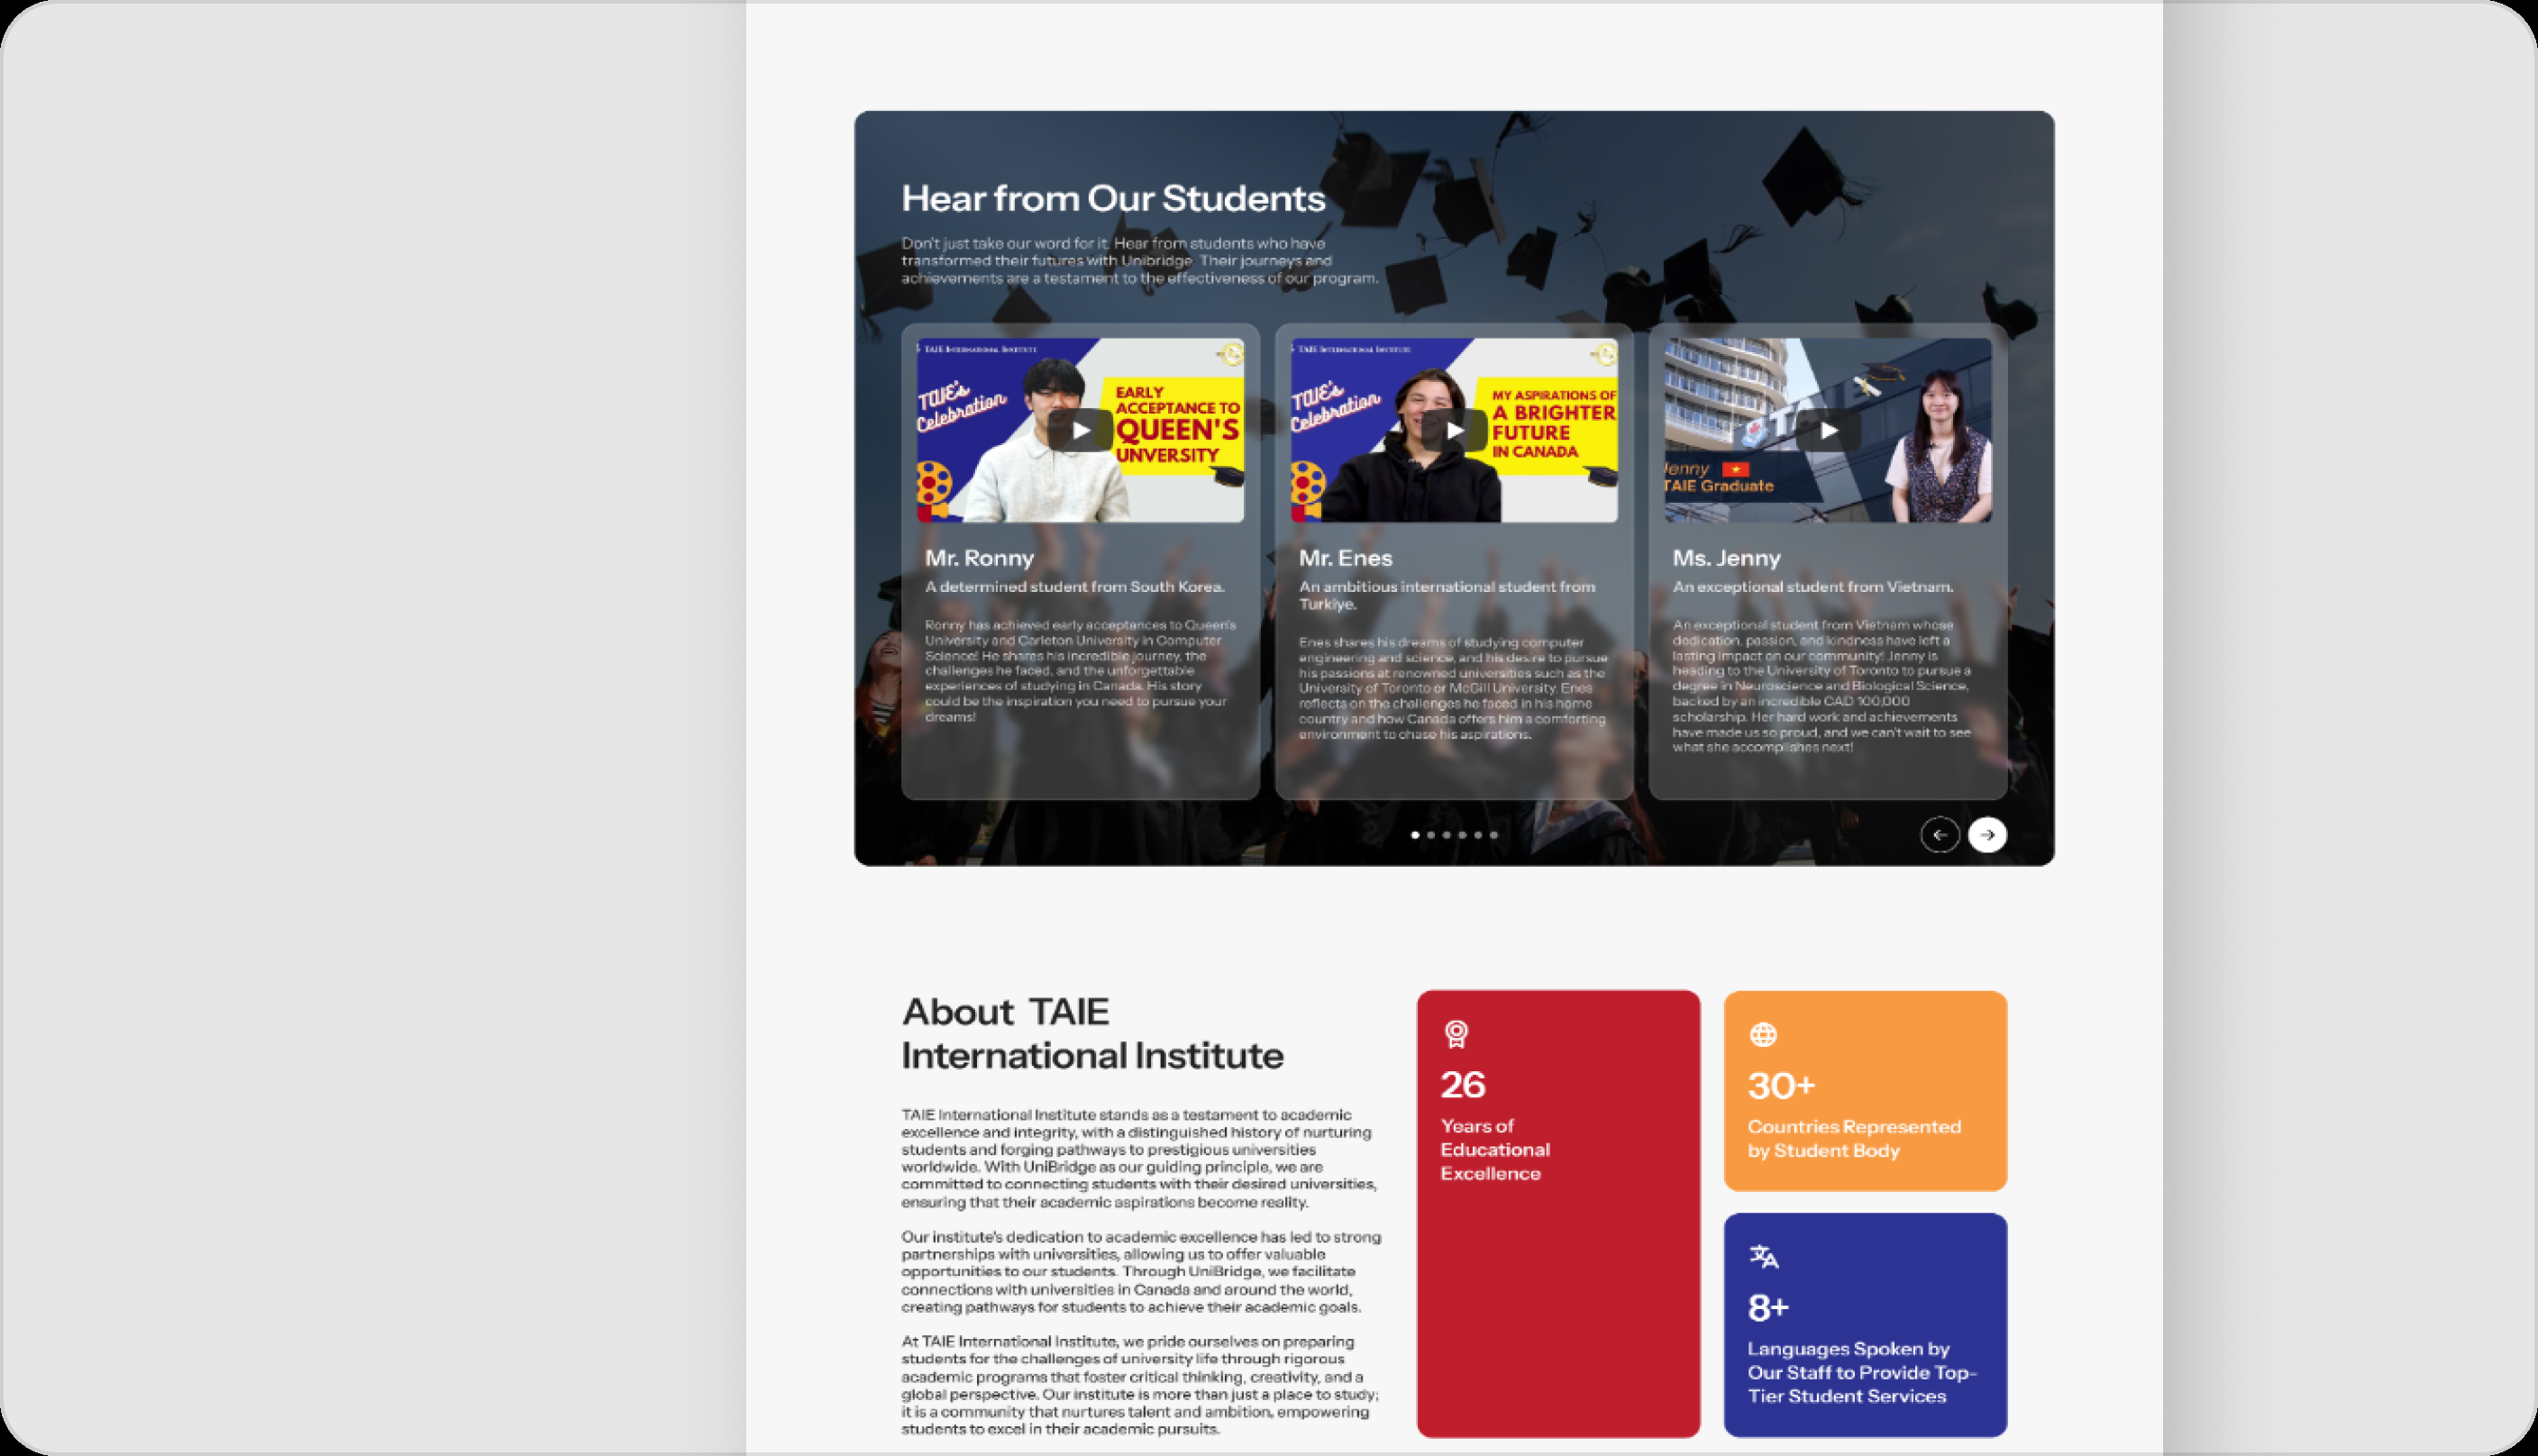 Hear from Our Students
Don't just take our word for it. Hear from students who have
transformed their futures with Unibridge. Their journeys and
achievements are a testament to the effectiveness of our program.
TAIE INTERNATIONAL INSTITUTE
TAIE's
Celebration
EARLY
ACCEPTANCE TO
QUEEN'S
UNVERSITY
Mr. Ronny
A determined student from South Korea.
Ronny has achieved early acceptances to Queen's
University and Carleton University in Computer
Science! He shares his incredible journey, the
challenges he faced, and the unforgettable
experiences of studying in Canada. His story
could be the inspiration you need to pursue your
dreams!
TAIE INTERNATIONAL INSTITUTE
TAIE's
Celebration
MY ASPIRATIONS OF
A BRIGHTER
FUTURE
IN CANADA
Mr. Enes
An ambitious international student from
Turkiye.
Enes shares his dreams of studying computer
engineering and science, and his desire to pursue
his passions at renowned universities such as the
University of Toronto or McGill University. Enes
reflects on the challenges he faced in his home
country and how Canada offers him a comforting
environment to chase his aspirations.
Jenny
TAIE Graduate
Ms. Jenny
An exceptional student from Vietnam.
An exceptional student from Vietnam whose
dedication, passion, and kindness have left a
lasting impact on our community! Jenny is
heading to the University of Toronto to pursue a
degree in Neuroscience and Biological Science,
backed by an incredible CAD 100,000
scholarship. Her hard work and achievements
have made us so proud, and we can't wait to see
what she accomplishes next!
About TAIE
International Institute
TAIE International Institute stands as a testament to academic
excellence and integrity, with a distinguished history of nurturing
students and forging pathways to prestigious universities
worldwide. With UniBridge as our guiding principle, we are
committed to connecting students with their desired universities,
ensuring that their academic aspirations become reality.
Our institute's dedication to academic excellence has led to strong
partnerships with universities, allowing us to offer valuable
opportunities to our students. Through UniBridge, we facilitate
connections with universities in Canada and around the world,
creating pathways for students to achieve their academic goals.
At TAIE International Institute, we pride ourselves on preparing
students for the challenges of university life through rigorous
academic programs that foster critical thinking, creativity, and a
global perspective. Our institute is more than just a place to study;
it is a community that nurtures talent and ambition, empowering
students to excel in their academic pursuits.
26
Years of
Educational
Excellence
30+
Countries Represented
by Student Body
8+
Languages Spoken by
Our Staff to Provide Top-
Tier Student Services